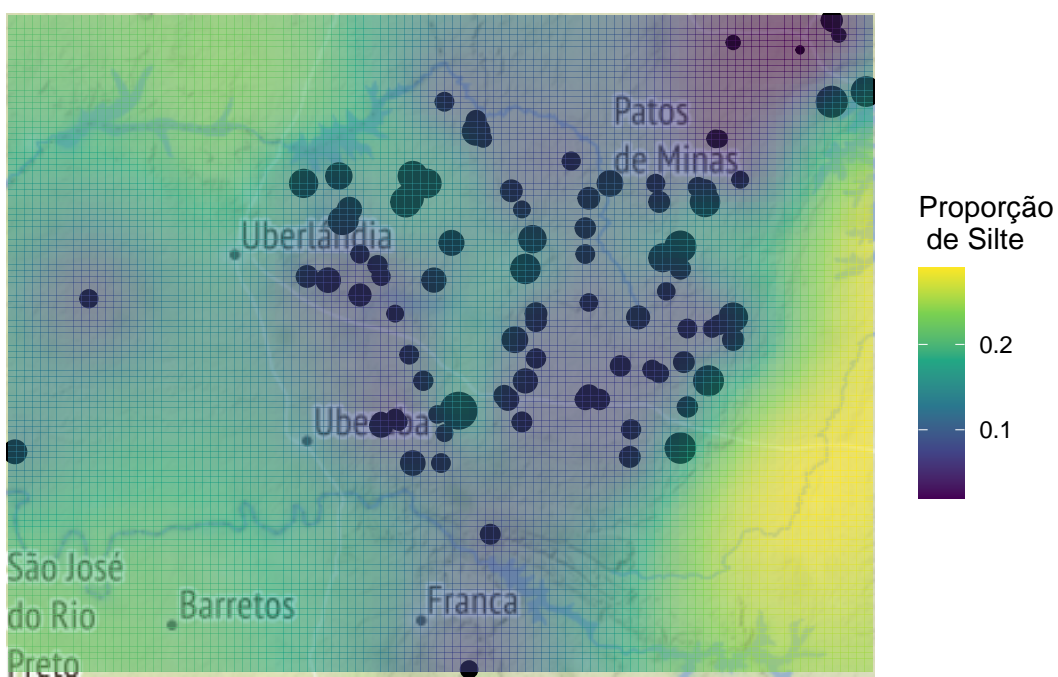 Patos
de Minas
Uberlândia
Uberaba
São José
do Rio
Preto
Barretos
Franca
Proporção
de Silte
0.2
0.1